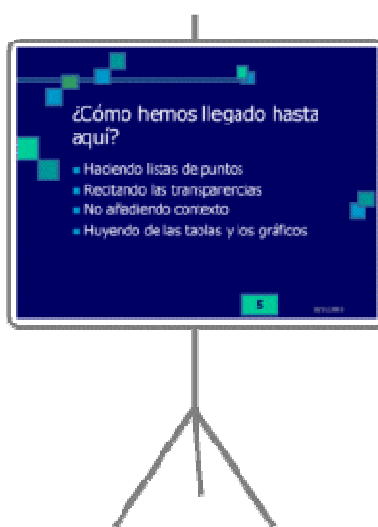 ¿Cómo hemos llegado hasta
aquí?
Haciendo listas de puntos
Recitando las transparencias
No añadiendo contexto
Huyendo de las tablas y los gráficos
5